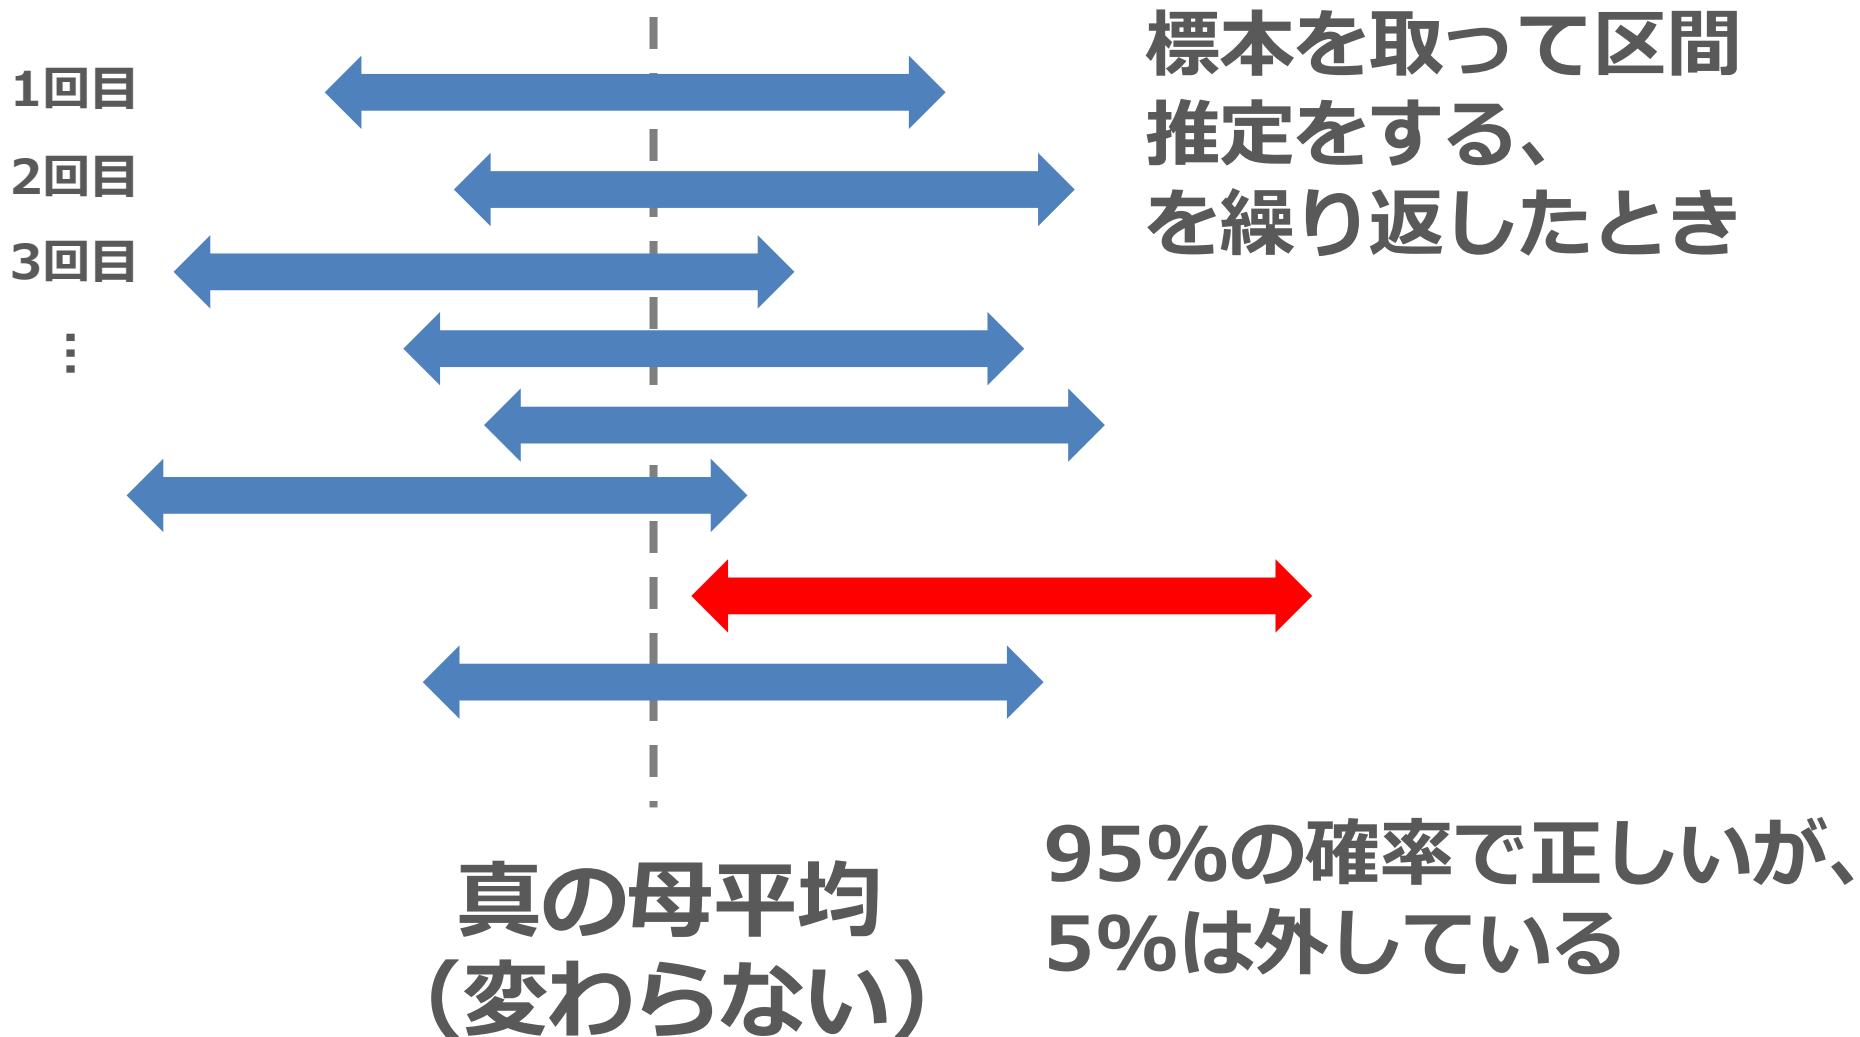 標本を取って区間
推定をする、
を繰り返したとき
1回目
2回目
3回目
…
真の母平均
（変わらない）
95%の確率で正しいが、
5%は外している